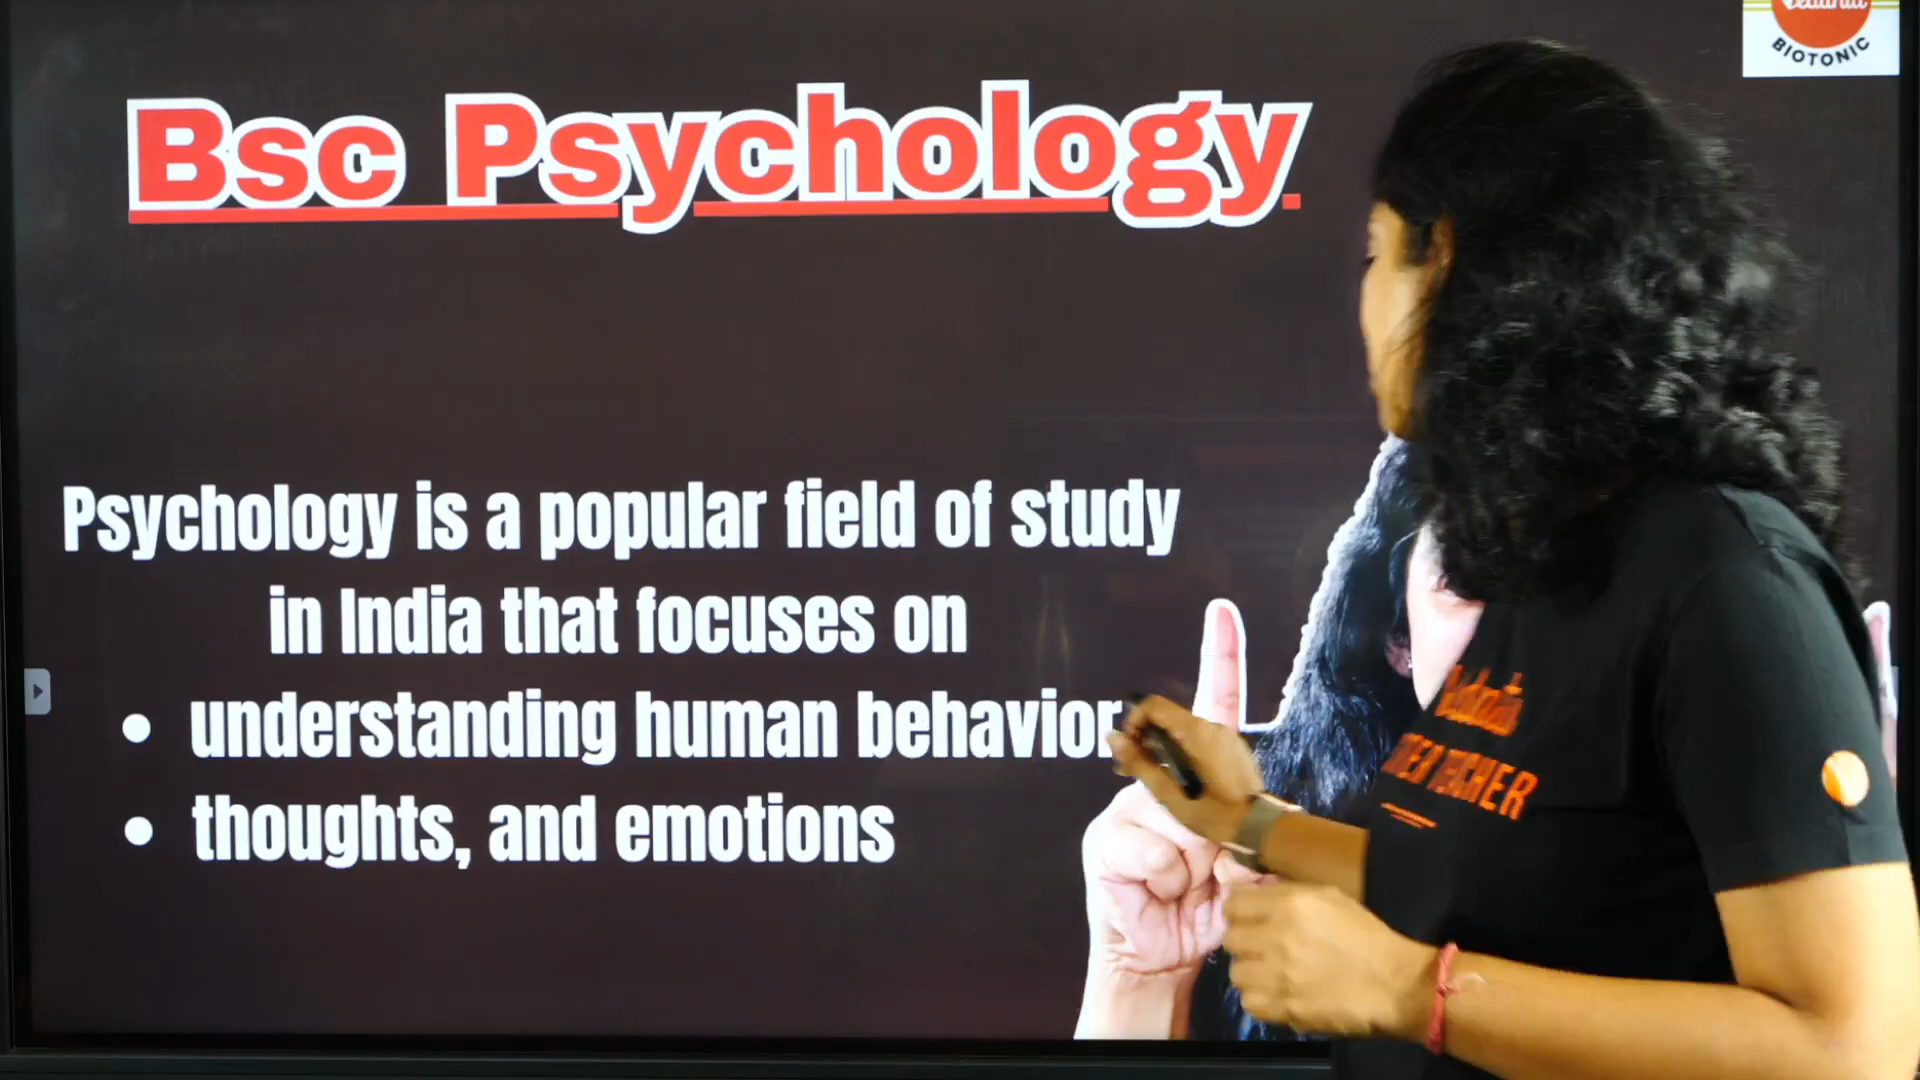 BIOTONIC
Bsc Psychology
Psychology is a popular field of study
in India that focuses on
• understanding human behavior
• thoughts, and emotions